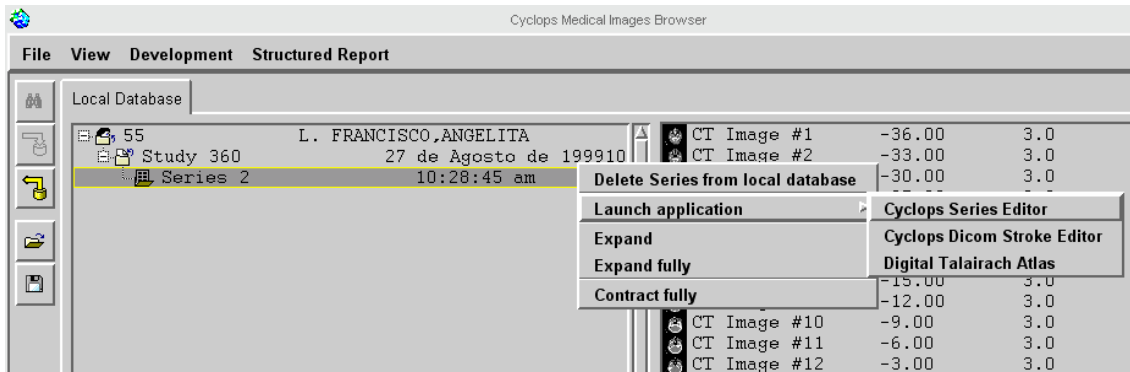 Cyclops Medical Images Browser
File View Development Structured Report
Local Database
55 L. FRANCISCO,ANGELITA
Study 360 27 de Agosto de 199910
Series 2 10:28:45 am
Delete Series from local database
Launch application
Expand
Expand fully
Contract fully
Cyclops Series Editor
Cyclops Dicom Stroke Editor
Digital Talairach Atlas
CT Image #1 -36.00 3.0
CT Image #2 -33.00 3.0
-30.00 3.0
-15.00 3.0
-12.00 3.0
CT Image #10 -9.00 3.0
CT Image #11 -6.00 3.0
CT Image #12 -3.00 3.0